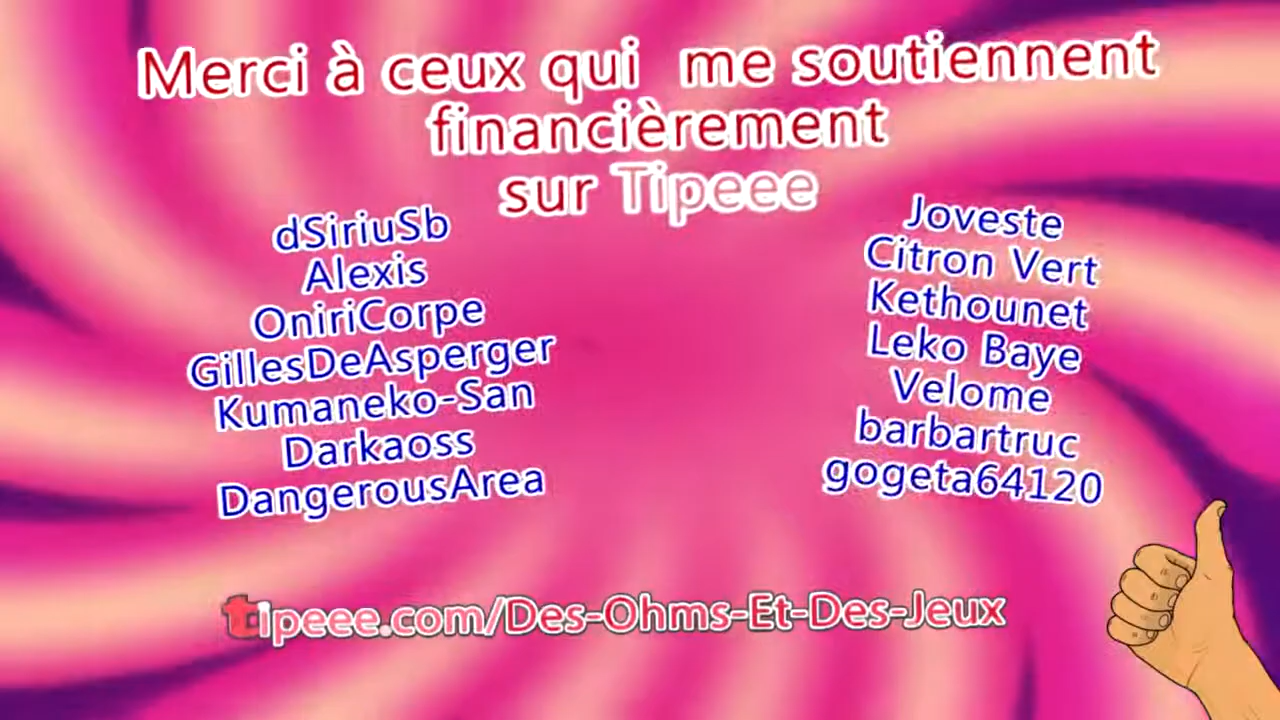 Merci à ceux qui me soutiennent
financièrement
sur Tipeee
dSiriuSb
Alexis
OniriCorpe
GillesDeAsperger
Kumaneko-San
Darkaoss
DangerousArea
Joveste
Citron Vert
Kethounet
Leko Baye
Velome
barbartruc
gogeta64120
tipeee.com/Des-Ohms-Et-Des-Jeux